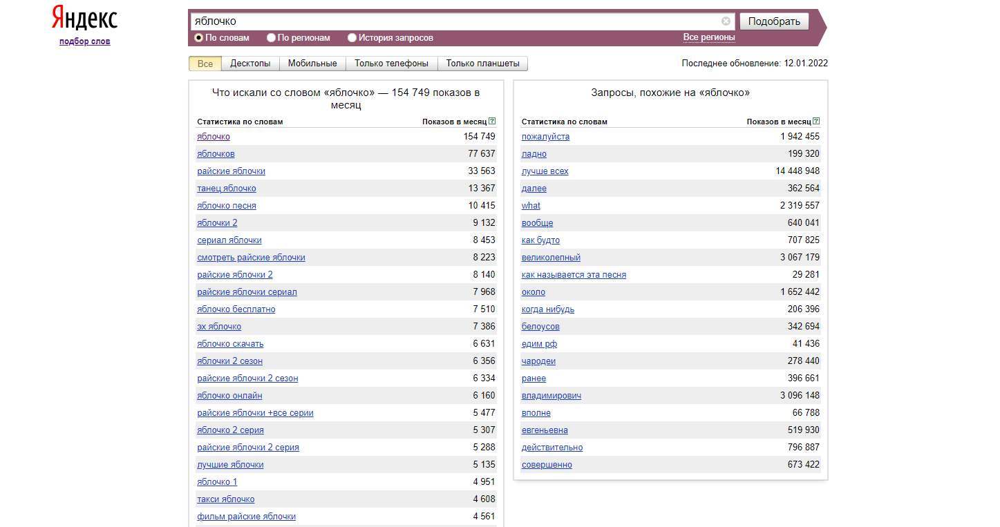 Яндекс
подбор слов
яблочко
Подобрать
По словам По регионам История запросов Все регионы
Все Десктопы Мобильные Только телефоны Только планшеты Последнее обновление: 12.01.2022
Что искали со словом «яблочко» — 154 749 показов в
месяц
Статистика по словам Показов в месяц ?
яблочко 154 749
яблочков 77 637
райские яблочки 33 563
танец яблочко 13 367
яблочко песня 10 415
яблочки 2 9 132
сериал яблочки 8 453
смотреть райские яблочки 8 223
райские яблочки 2 8 140
райские яблочки сериал 7 968
яблочко бесплатно 7 510
эх яблочко 7 386
яблочко скачать 6 631
яблочки 2 сезон 6 356
райские яблочки 2 сезон 6 334
яблочко онлайн 6 160
райские яблочки +все серии 5 477
яблочко 2 серия 5 307
райские яблочки 2 серия 5 288
лучшие яблочки 5 135
яблочко 1 4 951
такси яблочко 4 608
фильм райские яблочки 4 561
Запросы, похожие на «яблочко»
Статистика по словам Показов в месяц ?
пожалуйста 1 942 455
ладно 199 320
лучше всех 14 448 948
далее 362 564
what 2 319 557
вообще 640 041
как будто 707 825
великолепный 3 067 179
как называется эта песня 29 281
около 1 652 442
когда нибудь 206 396
белоусов 342 694
едим рф 41 436
чародеи 278 440
ранее 396 661
владимирович 3 096 148
вполне 66 788
евгеньевна 519 930
действительно 796 887
совершенно 673 422